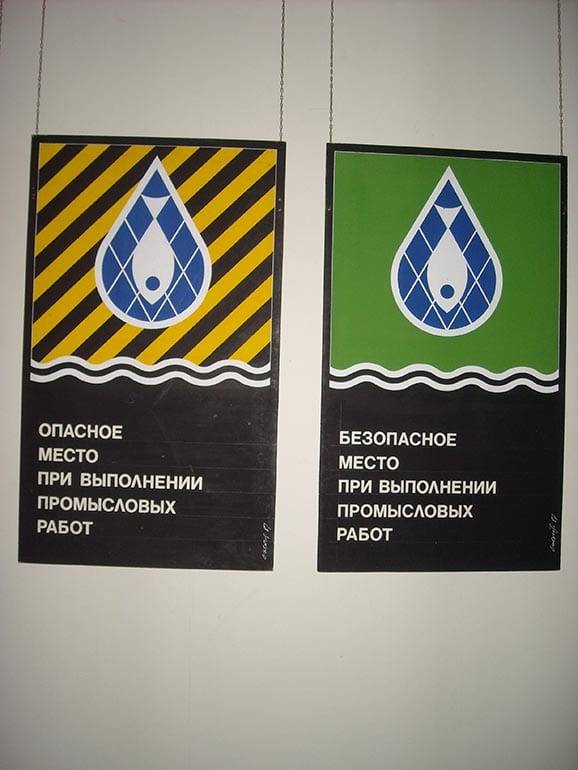 ОПАСНОЕ
МЕСТО
ПРИ ВЫПОЛНЕНИИ
ПРОМЫСЛОВЫХ
РАБОТ
БЕЗОПАСНОЕ
МЕСТО
ПРИ ВЫПОЛНЕНИИ
ПРОМЫСЛОВЫХ
РАБОТ